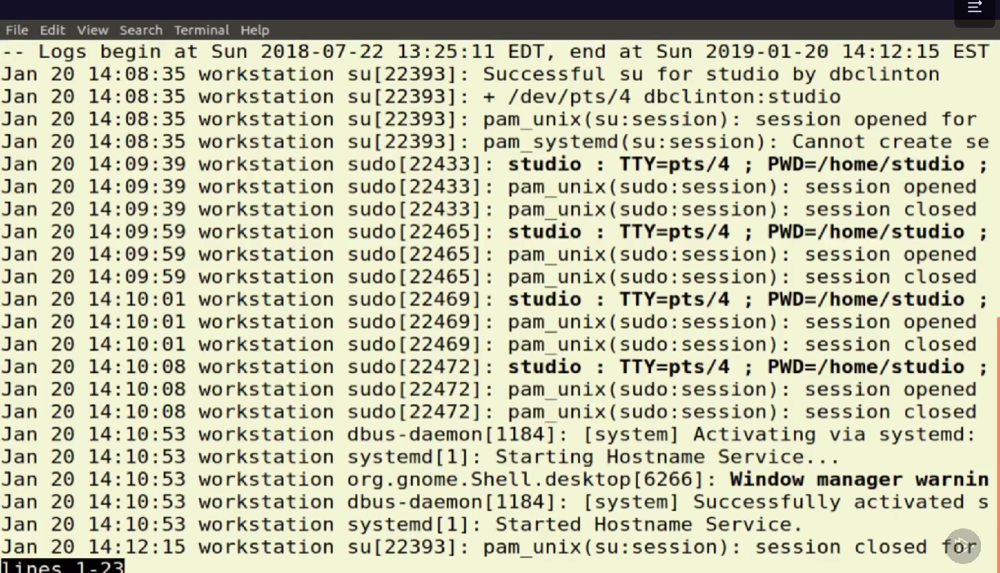 File Edit View Search Terminal Help
-- Logs begin at Sun 2018-07-22 13:25:11 EDT, end at Sun 2019-01-20 14:12:15 EST
Jan 20 14:08:35 workstation su[22393]: Successful su for studio by dbclinton
Jan 20 14:08:35 workstation su[22393]: + /dev/pts/4 dbclinton:studio
Jan 20 14:08:35 workstation su[22393]: pam_unix(su:session): session opened for
Jan 20 14:08:35 workstation su[22393]: pam_systemd(su:session): Cannot create se
Jan 20 14:09:39 workstation sudo[22433]: studio : TTY=pts/4 ; PWD=/home/studio ;
Jan 20 14:09:39 workstation sudo[22433]: pam_unix(sudo:session): session opened
Jan 20 14:09:39 workstation sudo[22433]: pam_unix(sudo:session): session closed
Jan 20 14:09:59 workstation sudo[22465]: studio : TTY=pts/4 ; PWD=/home/studio ;
Jan 20 14:09:59 workstation sudo[22465]: pam_unix(sudo:session): session opened
Jan 20 14:09:59 workstation sudo[22465]: pam_unix(sudo:session): session closed
Jan 20 14:10:01 workstation sudo[22469]: studio : TTY=pts/4 ; PWD=/home/studio ;
Jan 20 14:10:01 workstation sudo[22469]: pam_unix(sudo:session): session opened
Jan 20 14:10:01 workstation sudo[22469]: pam_unix(sudo:session): session closed
Jan 20 14:10:08 workstation sudo[22472]: studio : TTY=pts/4 ; PWD=/home/studio ;
Jan 20 14:10:08 workstation sudo[22472]: pam_unix(sudo:session): session opened
Jan 20 14:10:08 workstation sudo[22472]: pam_unix(sudo:session): session closed
Jan 20 14:10:53 workstation dbus-daemon[1184]: [system] Activating via systemd:
Jan 20 14:10:53 workstation systemd[1]: Starting Hostname Service...
Jan 20 14:10:53 workstation org.gnome.Shell.desktop[6266]: Window manager warnin
Jan 20 14:10:53 workstation dbus-daemon[1184]: [system] Successfully activated s
Jan 20 14:10:53 workstation systemd[1]: Started Hostname Service.
Jan 20 14:12:15 workstation su[22393]: pam_unix(su:session): session closed for
lines 1-23